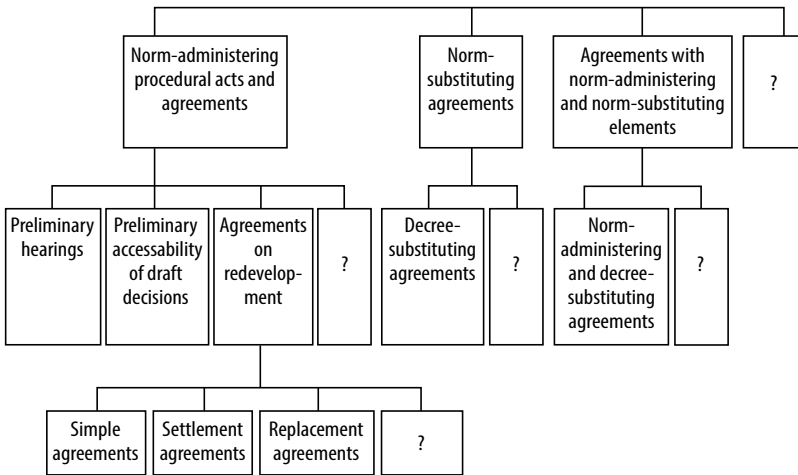 Norm-administering
procedural acts and
agreements
Norm-
substituting
agreements
Agreements with
norm-administering
and norm-substituting
elements
?
Preliminary
hearings
Preliminary
accessability
of draft
decisions
Agreements
on
redevelop-
ment
?
Decree-
substituting
agreements
?
Norm-
administering
and decree-
substituting
agreements
?
Simple
agreements
Settlement
agreements
Replacement
agreements
?